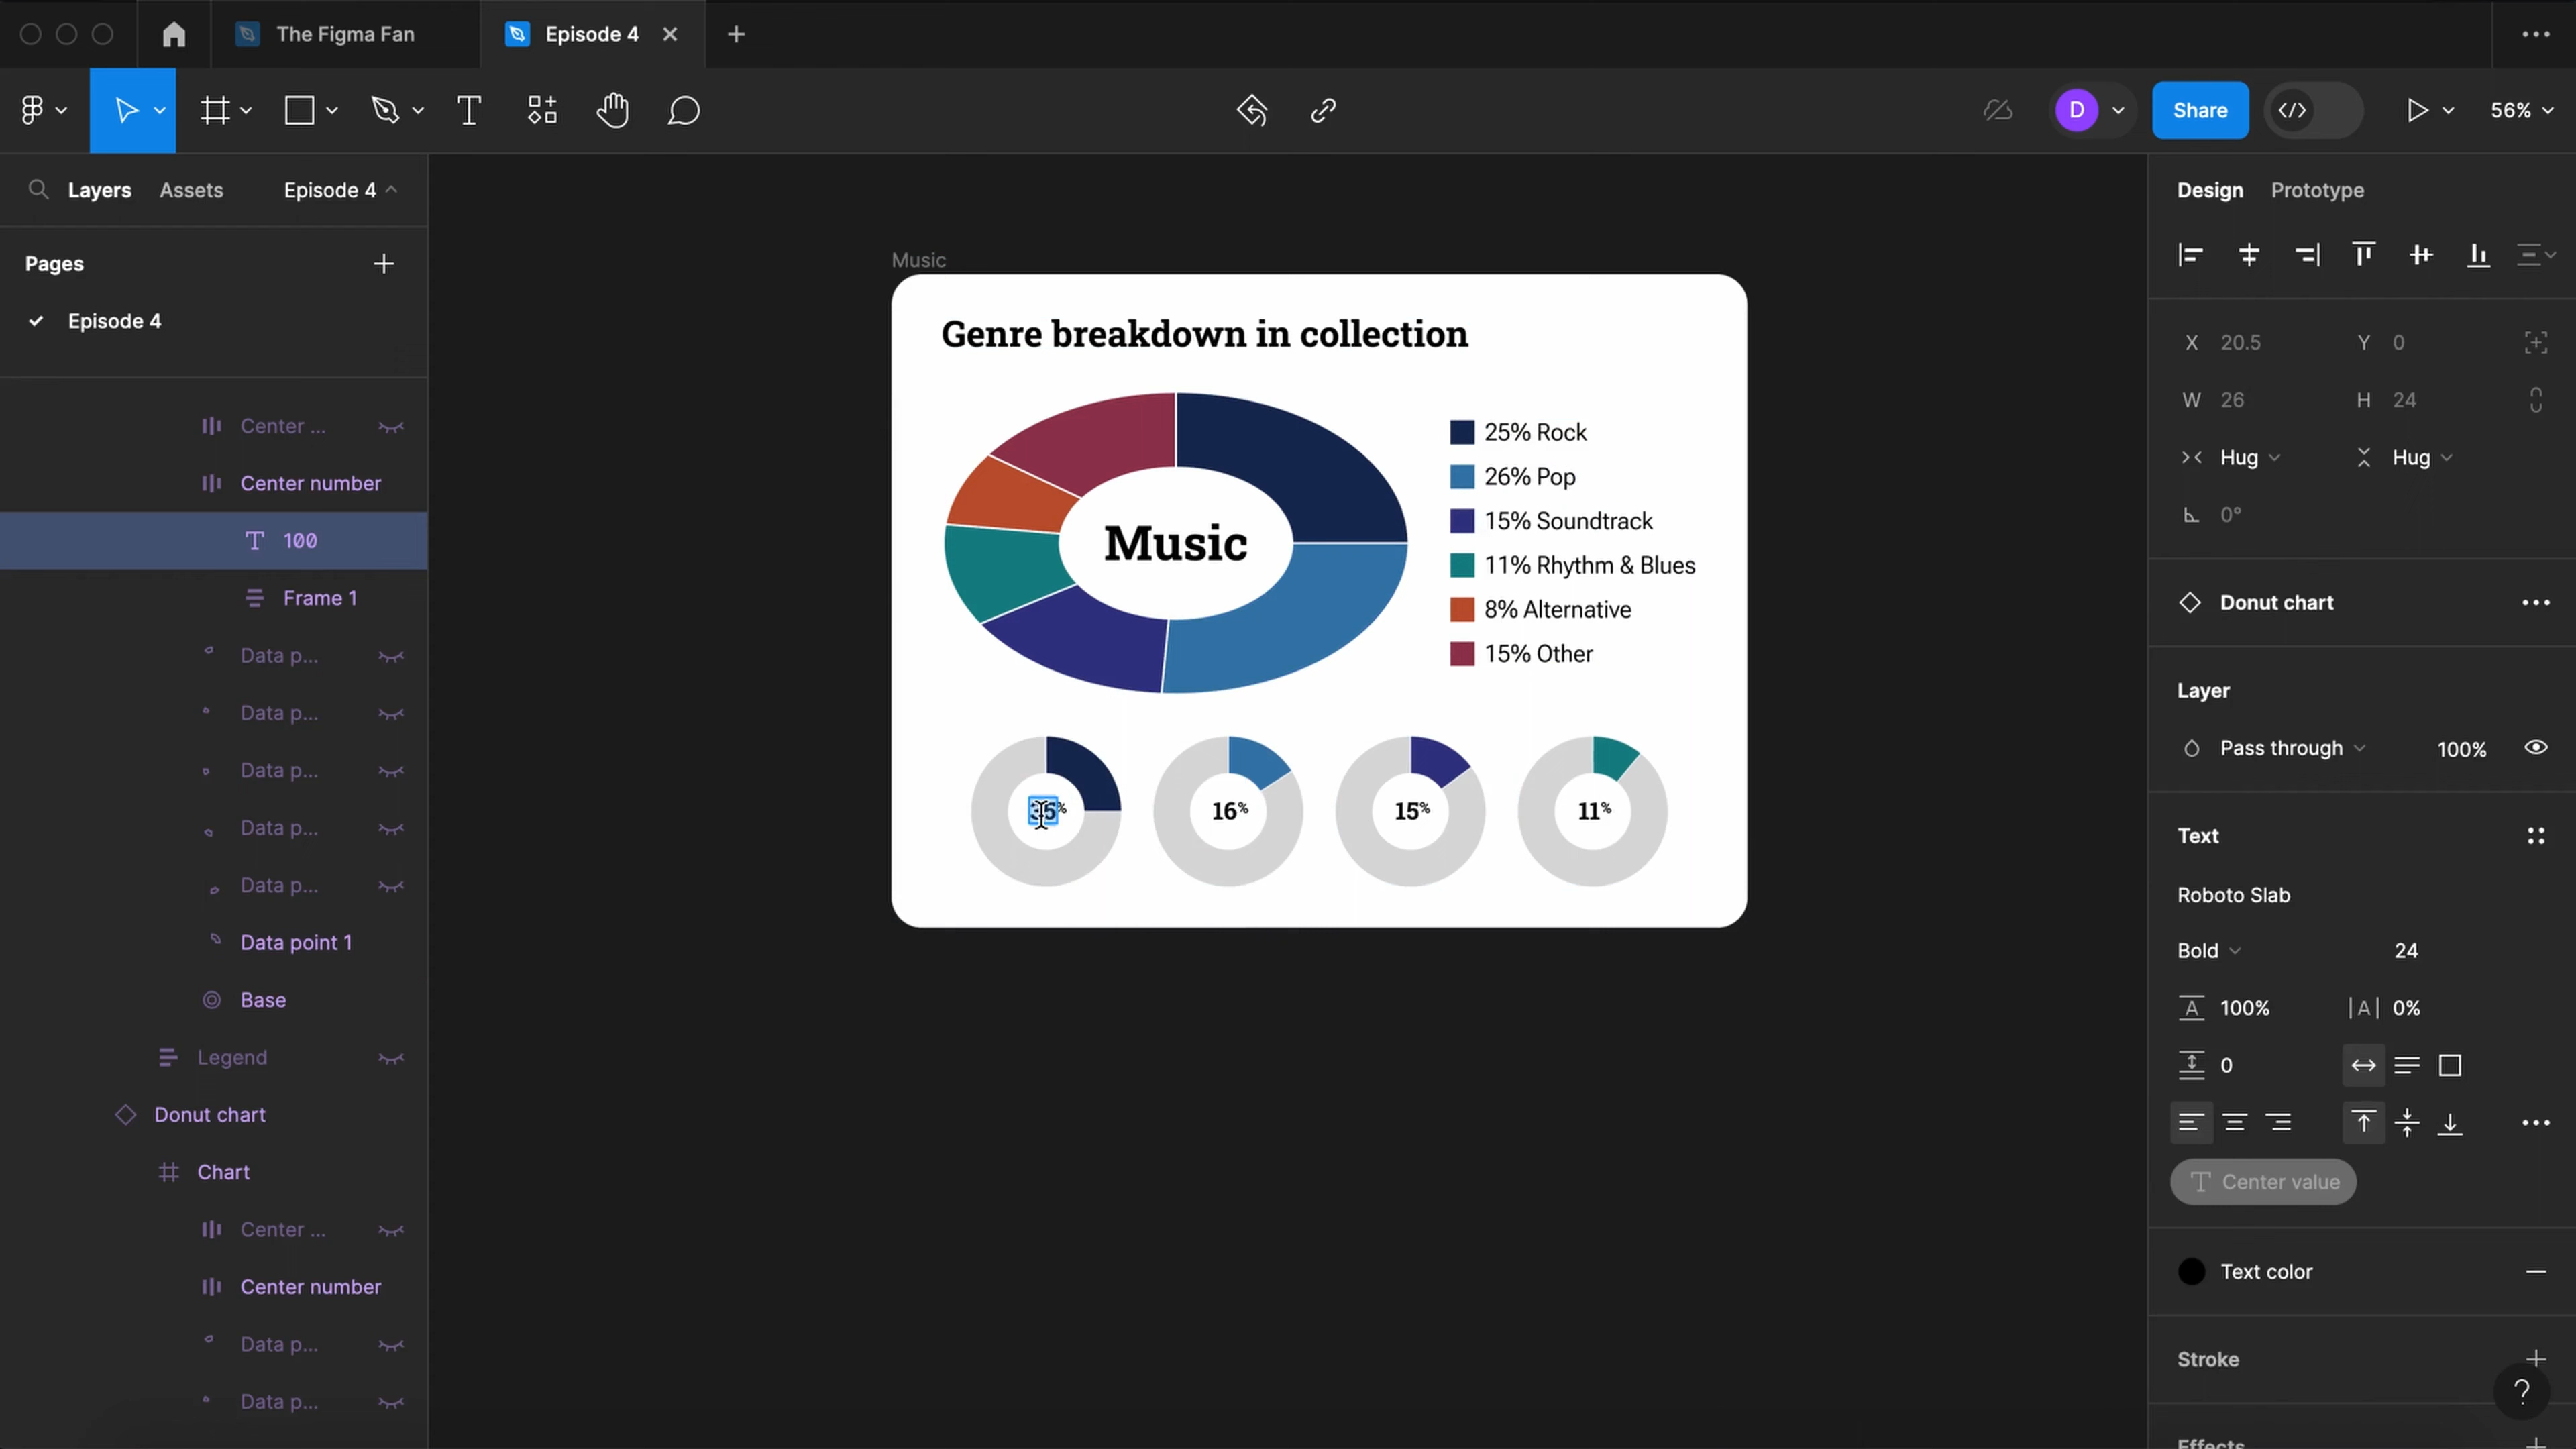 The Figma Fan
Episode 4
D
Share
56%
Layers
Assets
Episode 4
Pages
Episode 4
Center ...
Center number
100
Frame 1
Data p...
Data p...
Data p...
Data p...
Data p...
Data point 1
Base
Legend
Donut chart
Chart
Center ...
Center number
Data p...
Data p...
Music
Genre breakdown in collection
Music
25% Rock
26% Pop
15% Soundtrack
11% Rhythm & Blues
8% Alternative
15% Other
16%
15%
11%
Design
Prototype
X 20.5
Y 0
W 26
H 24
Hug
Hug
0°
Donut chart
Layer
Pass through
100%
Text
Roboto Slab
Bold
24
100%
0%
0
Center value
Text color
Stroke
?
Effects